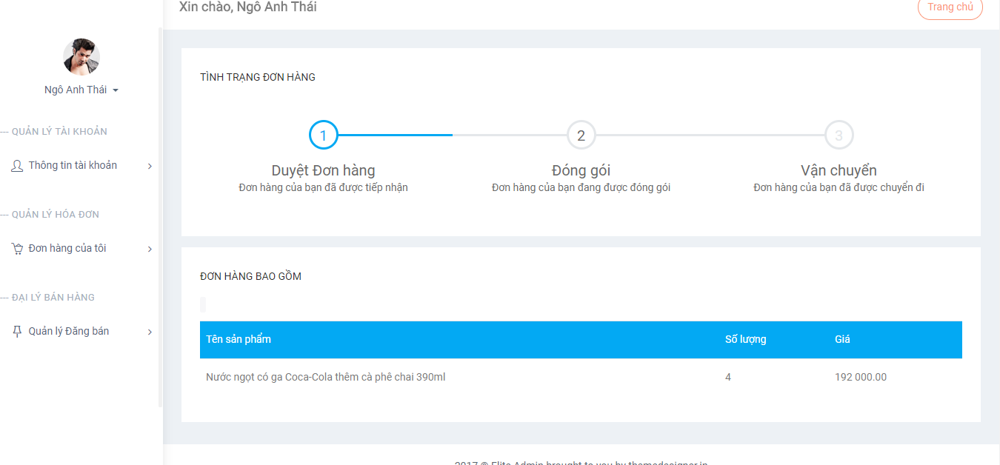 Xin chào, Ngô Anh Thái
Trang chủ
Ngô Anh Thái
--- QUẢN LÝ TÀI KHOẢN
Thông tin tài khoản
--- QUẢN LÝ HÓA ĐƠN
Đơn hàng của tôi
--- ĐẠI LÝ BÁN HÀNG
Quản lý Đăng bán
TÌNH TRẠNG ĐƠN HÀNG
1
2
3
Duyệt Đơn hàng
Đóng gói
Vận chuyển
Đơn hàng của bạn đã được tiếp nhận
Đơn hàng của bạn đang được đóng gói
Đơn hàng của bạn đã được chuyển đi
ĐƠN HÀNG BAO GỒM
Tên sản phẩm Số lượng Giá
Nước ngọt có ga Coca-Cola thêm cà phê chai 390ml 4 192 000.00
2017 © Elite Admin brought to you by themedesigner.in